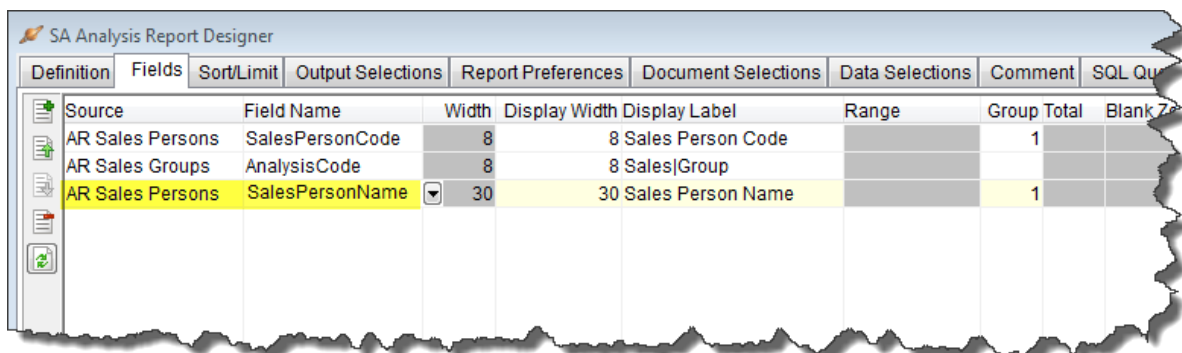 SA Analysis Report Designer
Definition Fields Sort/Limit Output Selections Report Preferences Document Selections Data Selections Comment SQL
Source Field Name Width Display Width Display Label Range Group Total Blank
AR Sales Persons SalesPersonCode 8 8 Sales Person Code 1
AR Sales Groups AnalysisCode 8 8 Sales|Group
AR Sales Persons SalesPersonName 30 30 Sales Person Name 1